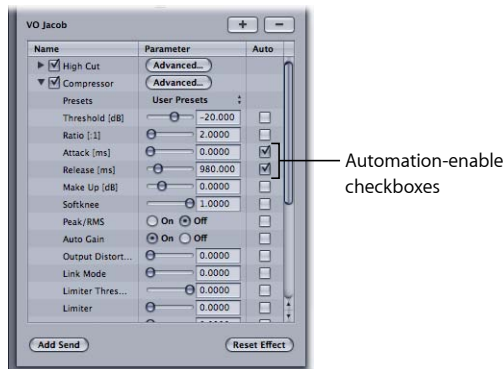 VO Jacob + −
Name Parameter Auto
High Cut Advanced...
Compressor Advanced...
Presets User Presets
Threshold [dB] -20.000
Ratio [:1] 2.0000
Attack [ms] 0.0000
Release [ms] 980.000
Make Up [dB] 0.0000
Softknee 1.0000
Peak/RMS On Off
Auto Gain On Off
Output Distort... 0.0000
Link Mode 0.0000
Limiter Thres... 0.0000
Limiter 0.0000
Add Send Reset Effect
Automation-enable
checkboxes